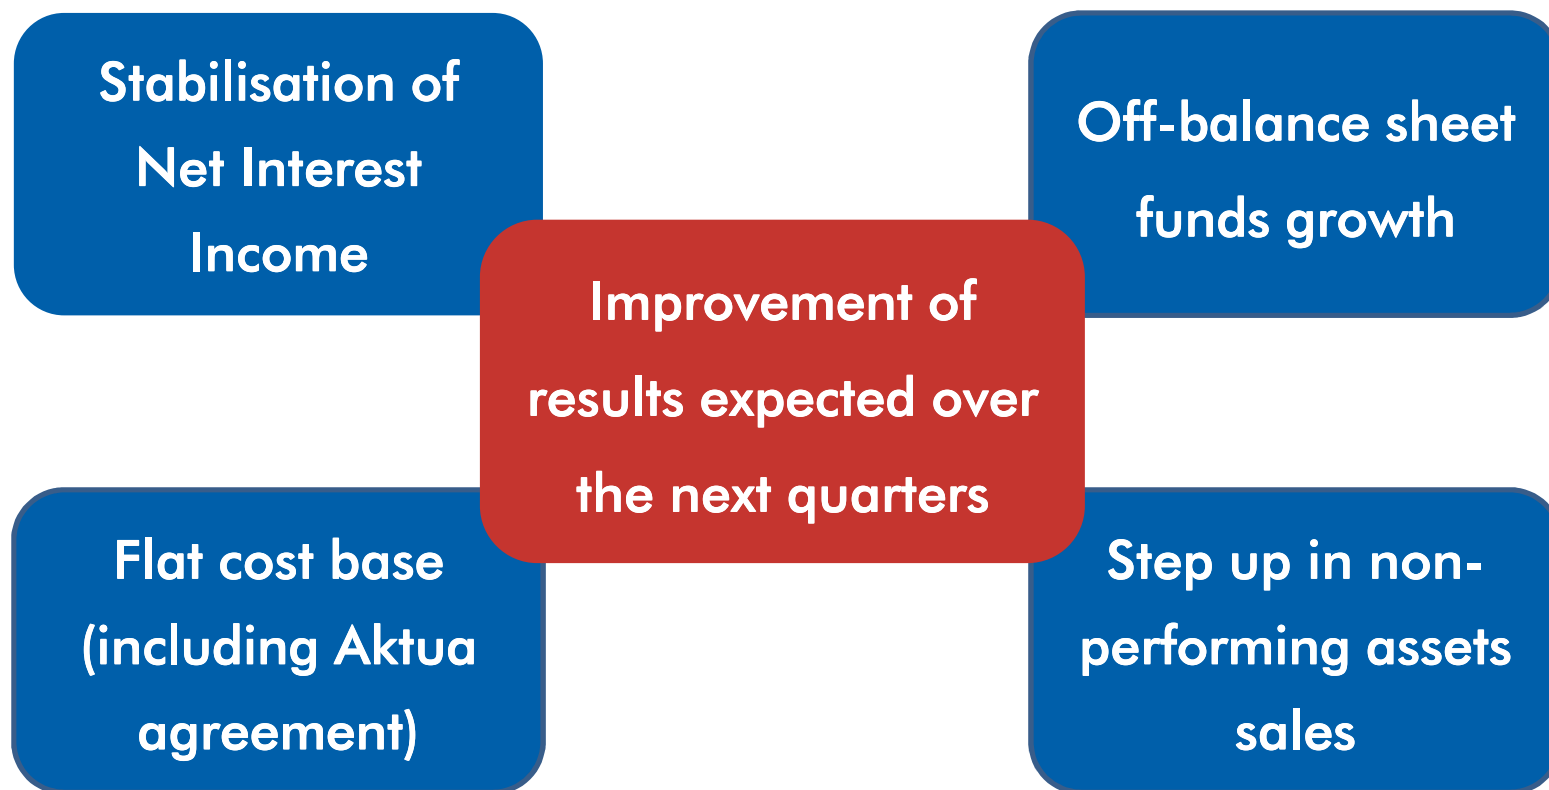 Stabilisation of
Net Interest
Income
Off-balance sheet
funds growth
Improvement of
results expected over
the next quarters
Flat cost base
(including Aktua
agreement)
Step up in non-
performing assets
sales